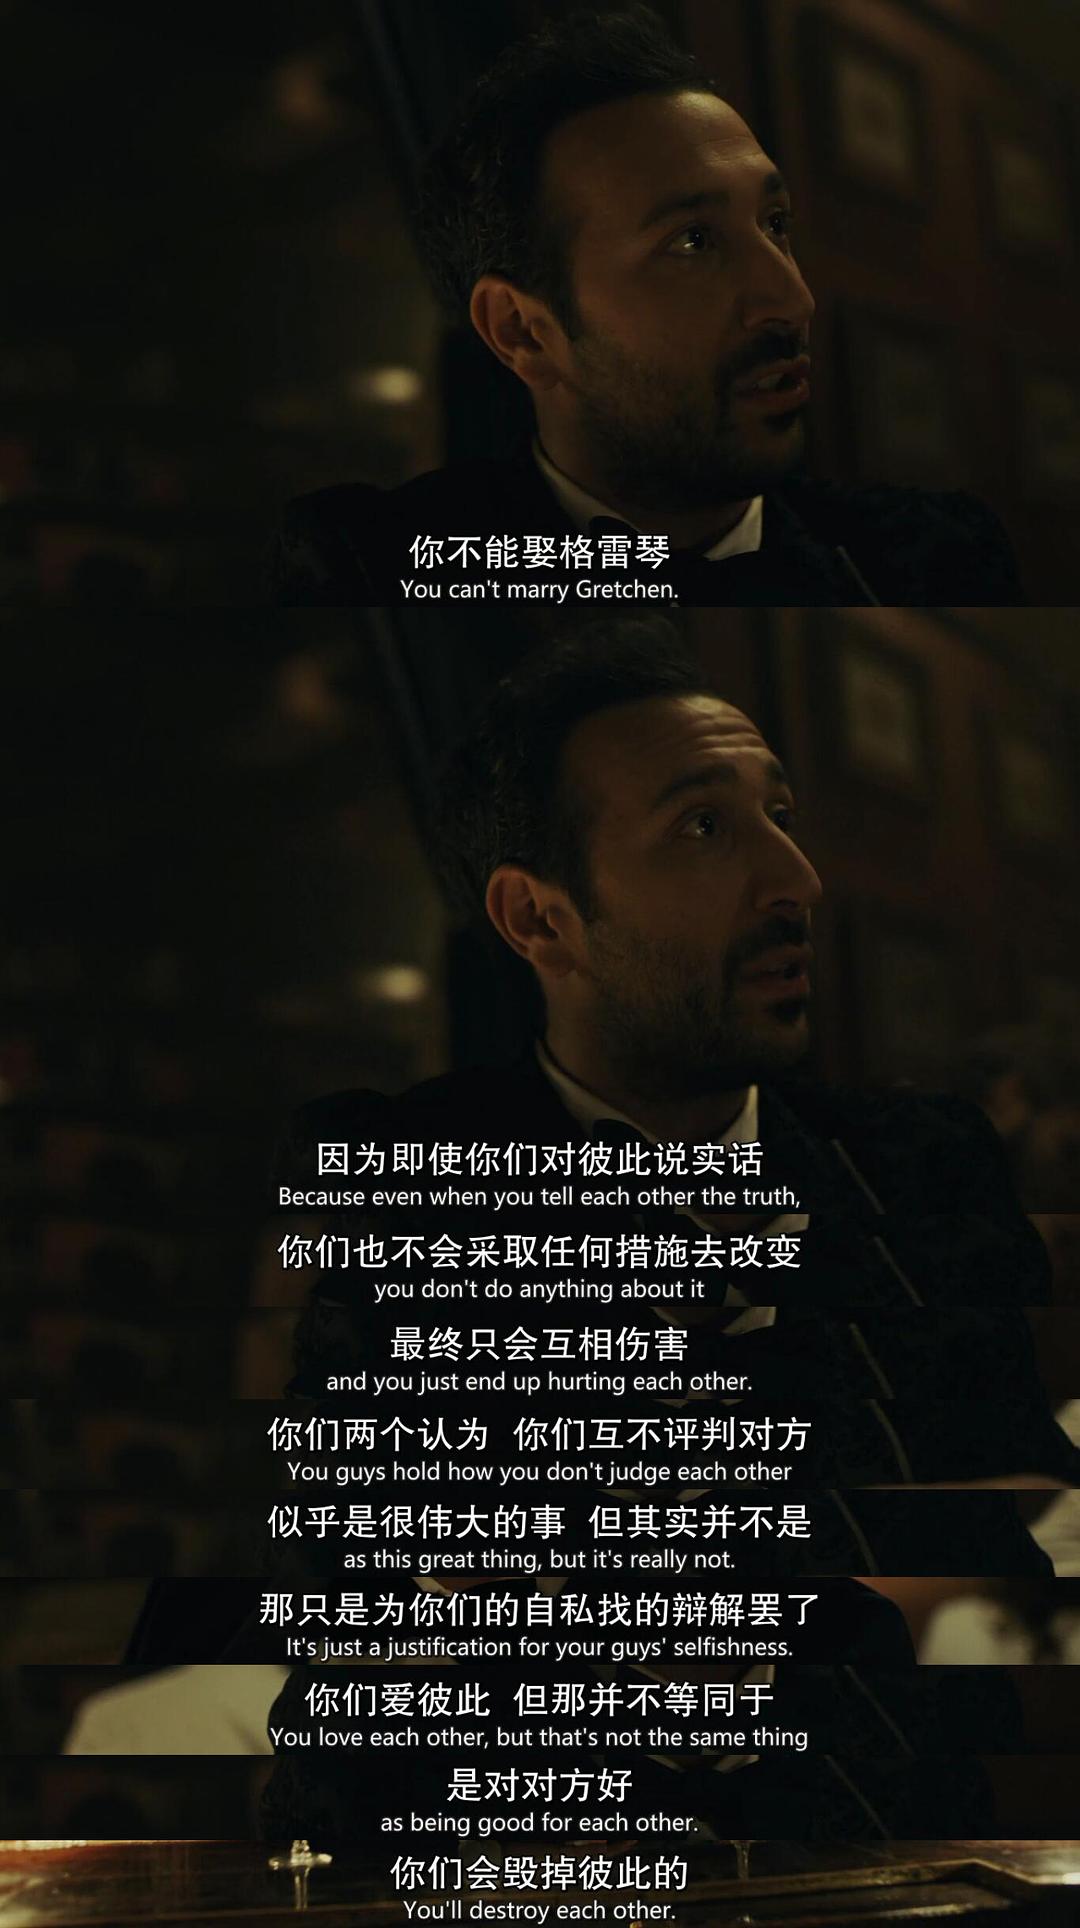 你不能娶格雷琴
You can't marry Gretchen.
因为即使你们对彼此说实话
Because even when you tell each other the truth,
你们也不会采取任何措施去改变
you don't do anything about it
最终只会互相伤害
and you just end up hurting each other.
你们两个认为 你们互不评判对方
You guys hold how you don't judge each other
似乎是很伟大的事 但其实并不是
as this great thing, but it's really not.
那只是为你们的自私找的辩解罢了
It's just a justification for your guys' selfishness.
你们爱彼此 但那并不等同于
You love each other, but that's not the same thing
是对对方好
as being good for each other.
你们会毁掉彼此的
You'll destroy each other.